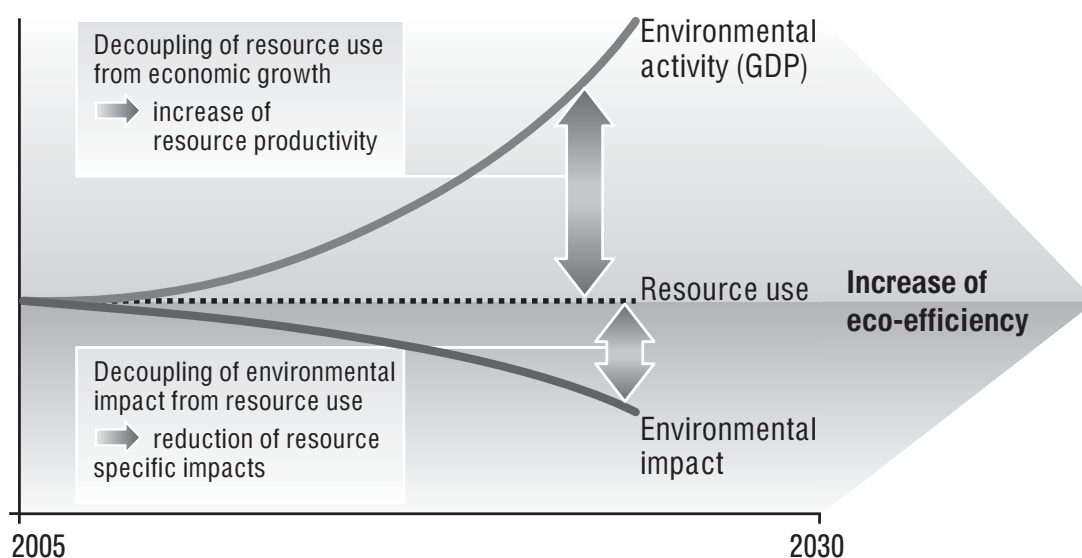 Decoupling of resource use
from economic growth
increase of
resource productivity
Environmental
activity (GDP)
Resource use
Increase of
eco-efficiency
Decoupling of environmental
impact from resource use
reduction of resource
specific impacts
Environmental
impact
2005
2030